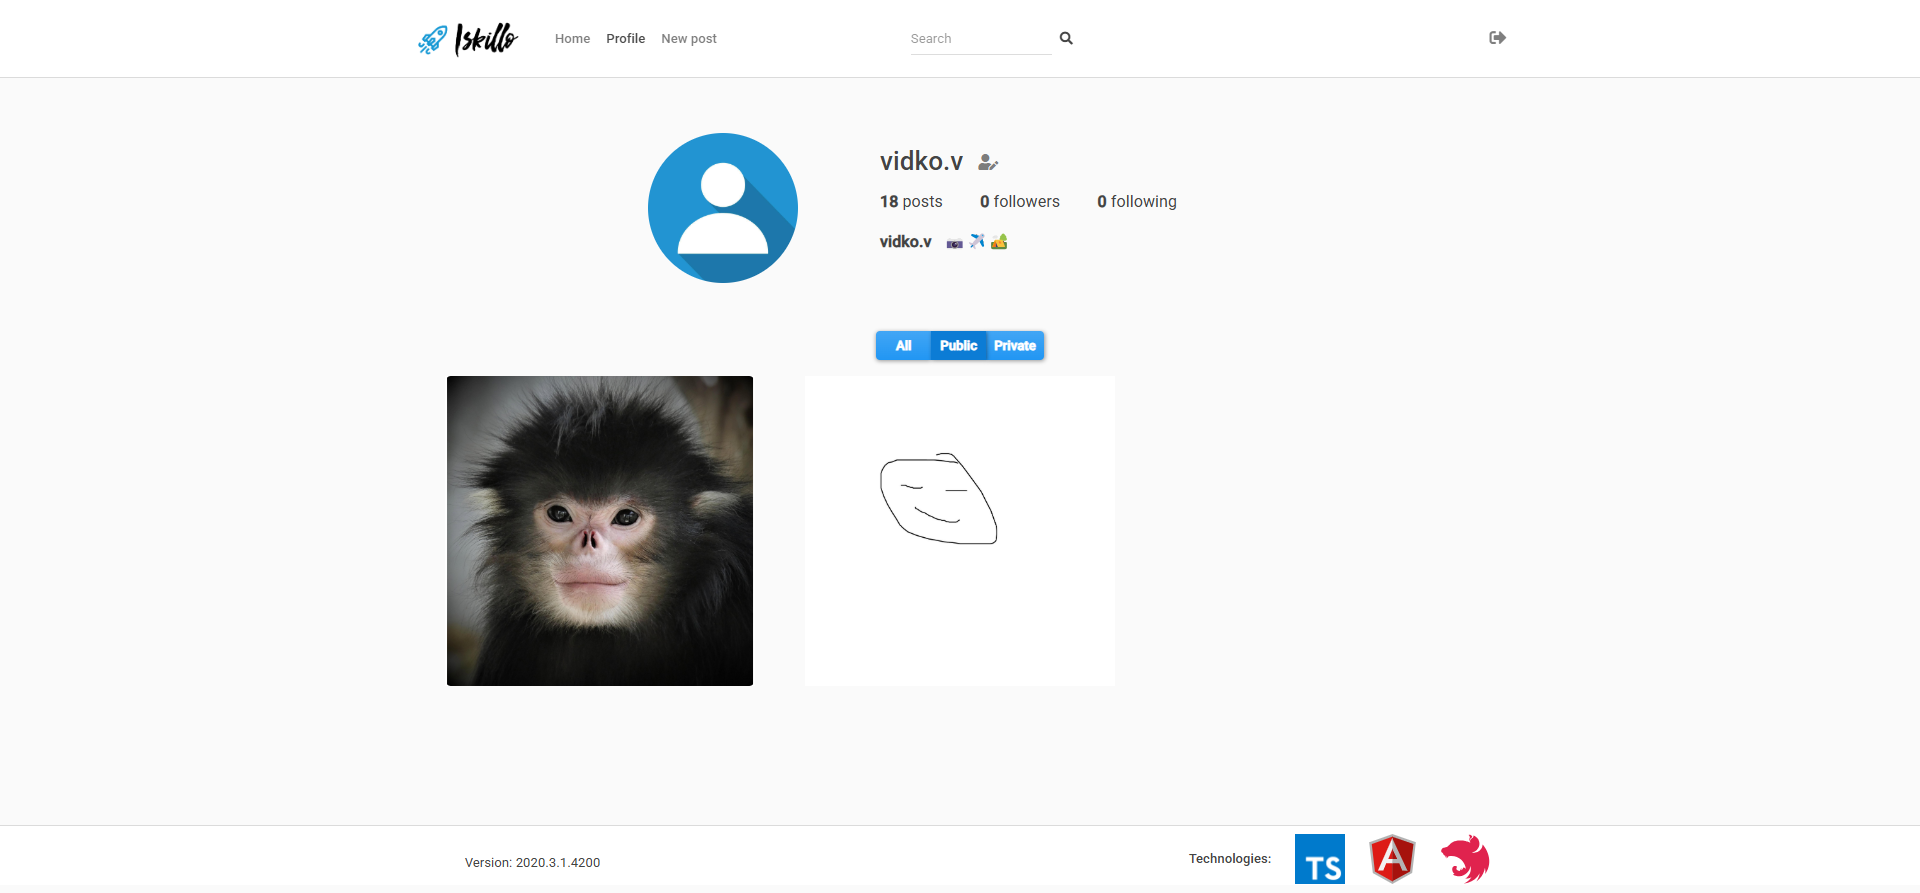 Iskillo
Home Profile New post
Search
vidko.v
18 posts 0 followers 0 following
vidko.v 📷 ✈️ 🏕️
All Public Private
Version: 2020.3.1.4200
Technologies: TS A